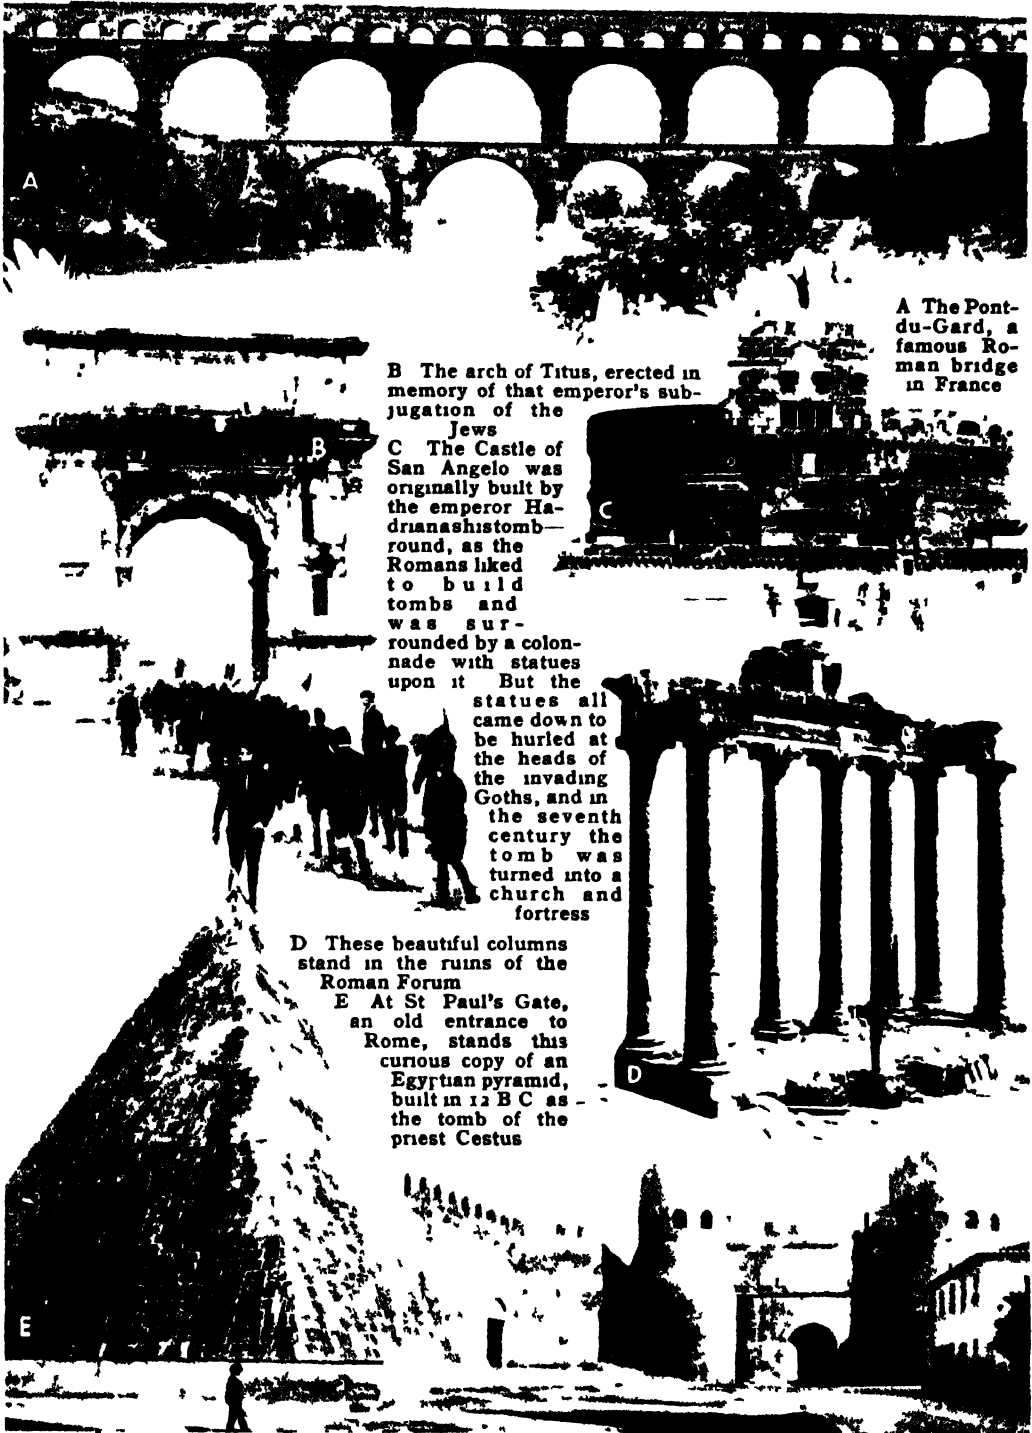 A
A The Pont-
du-Gard, a
famous Ro-
man bridge
in France
B
B The arch of Titus, erected in
memory of that emperor's sub-
jugation of the
Jews
C
C The Castle of
San Angelo was
originally built by
the emperor Ha-
drianashistomb—
round, as the
Romans liked
to build
tombs and
was sur-
rounded by a colon-
nade with statues
upon it But the
statues all
came down to
be hurled at
the heads of
the invading
Goths, and in
the seventh
century the
tomb was
turned into a
church and
fortress
D
D These beautiful columns
stand in the ruins of the
Roman Forum
E At St Paul's Gate,
an old entrance to
Rome, stands this
curious copy of an
Egyptian pyramid,
built in 12 B C as
the tomb of the
priest Cestus
E